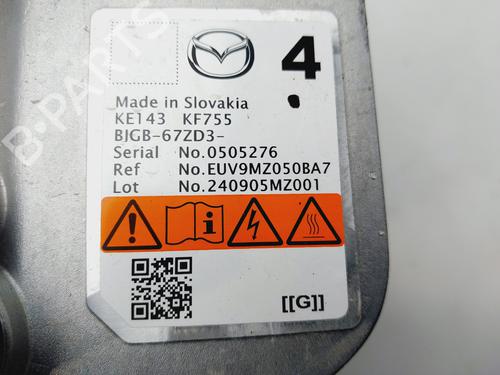 4
Made in Slovakia
KE143 KF755
BJGB-67ZD3-
Serial No.0505276
Ref No.EUV9MZ050BA7
Lot No.240905MZ001
[[G]]
B-PARTS